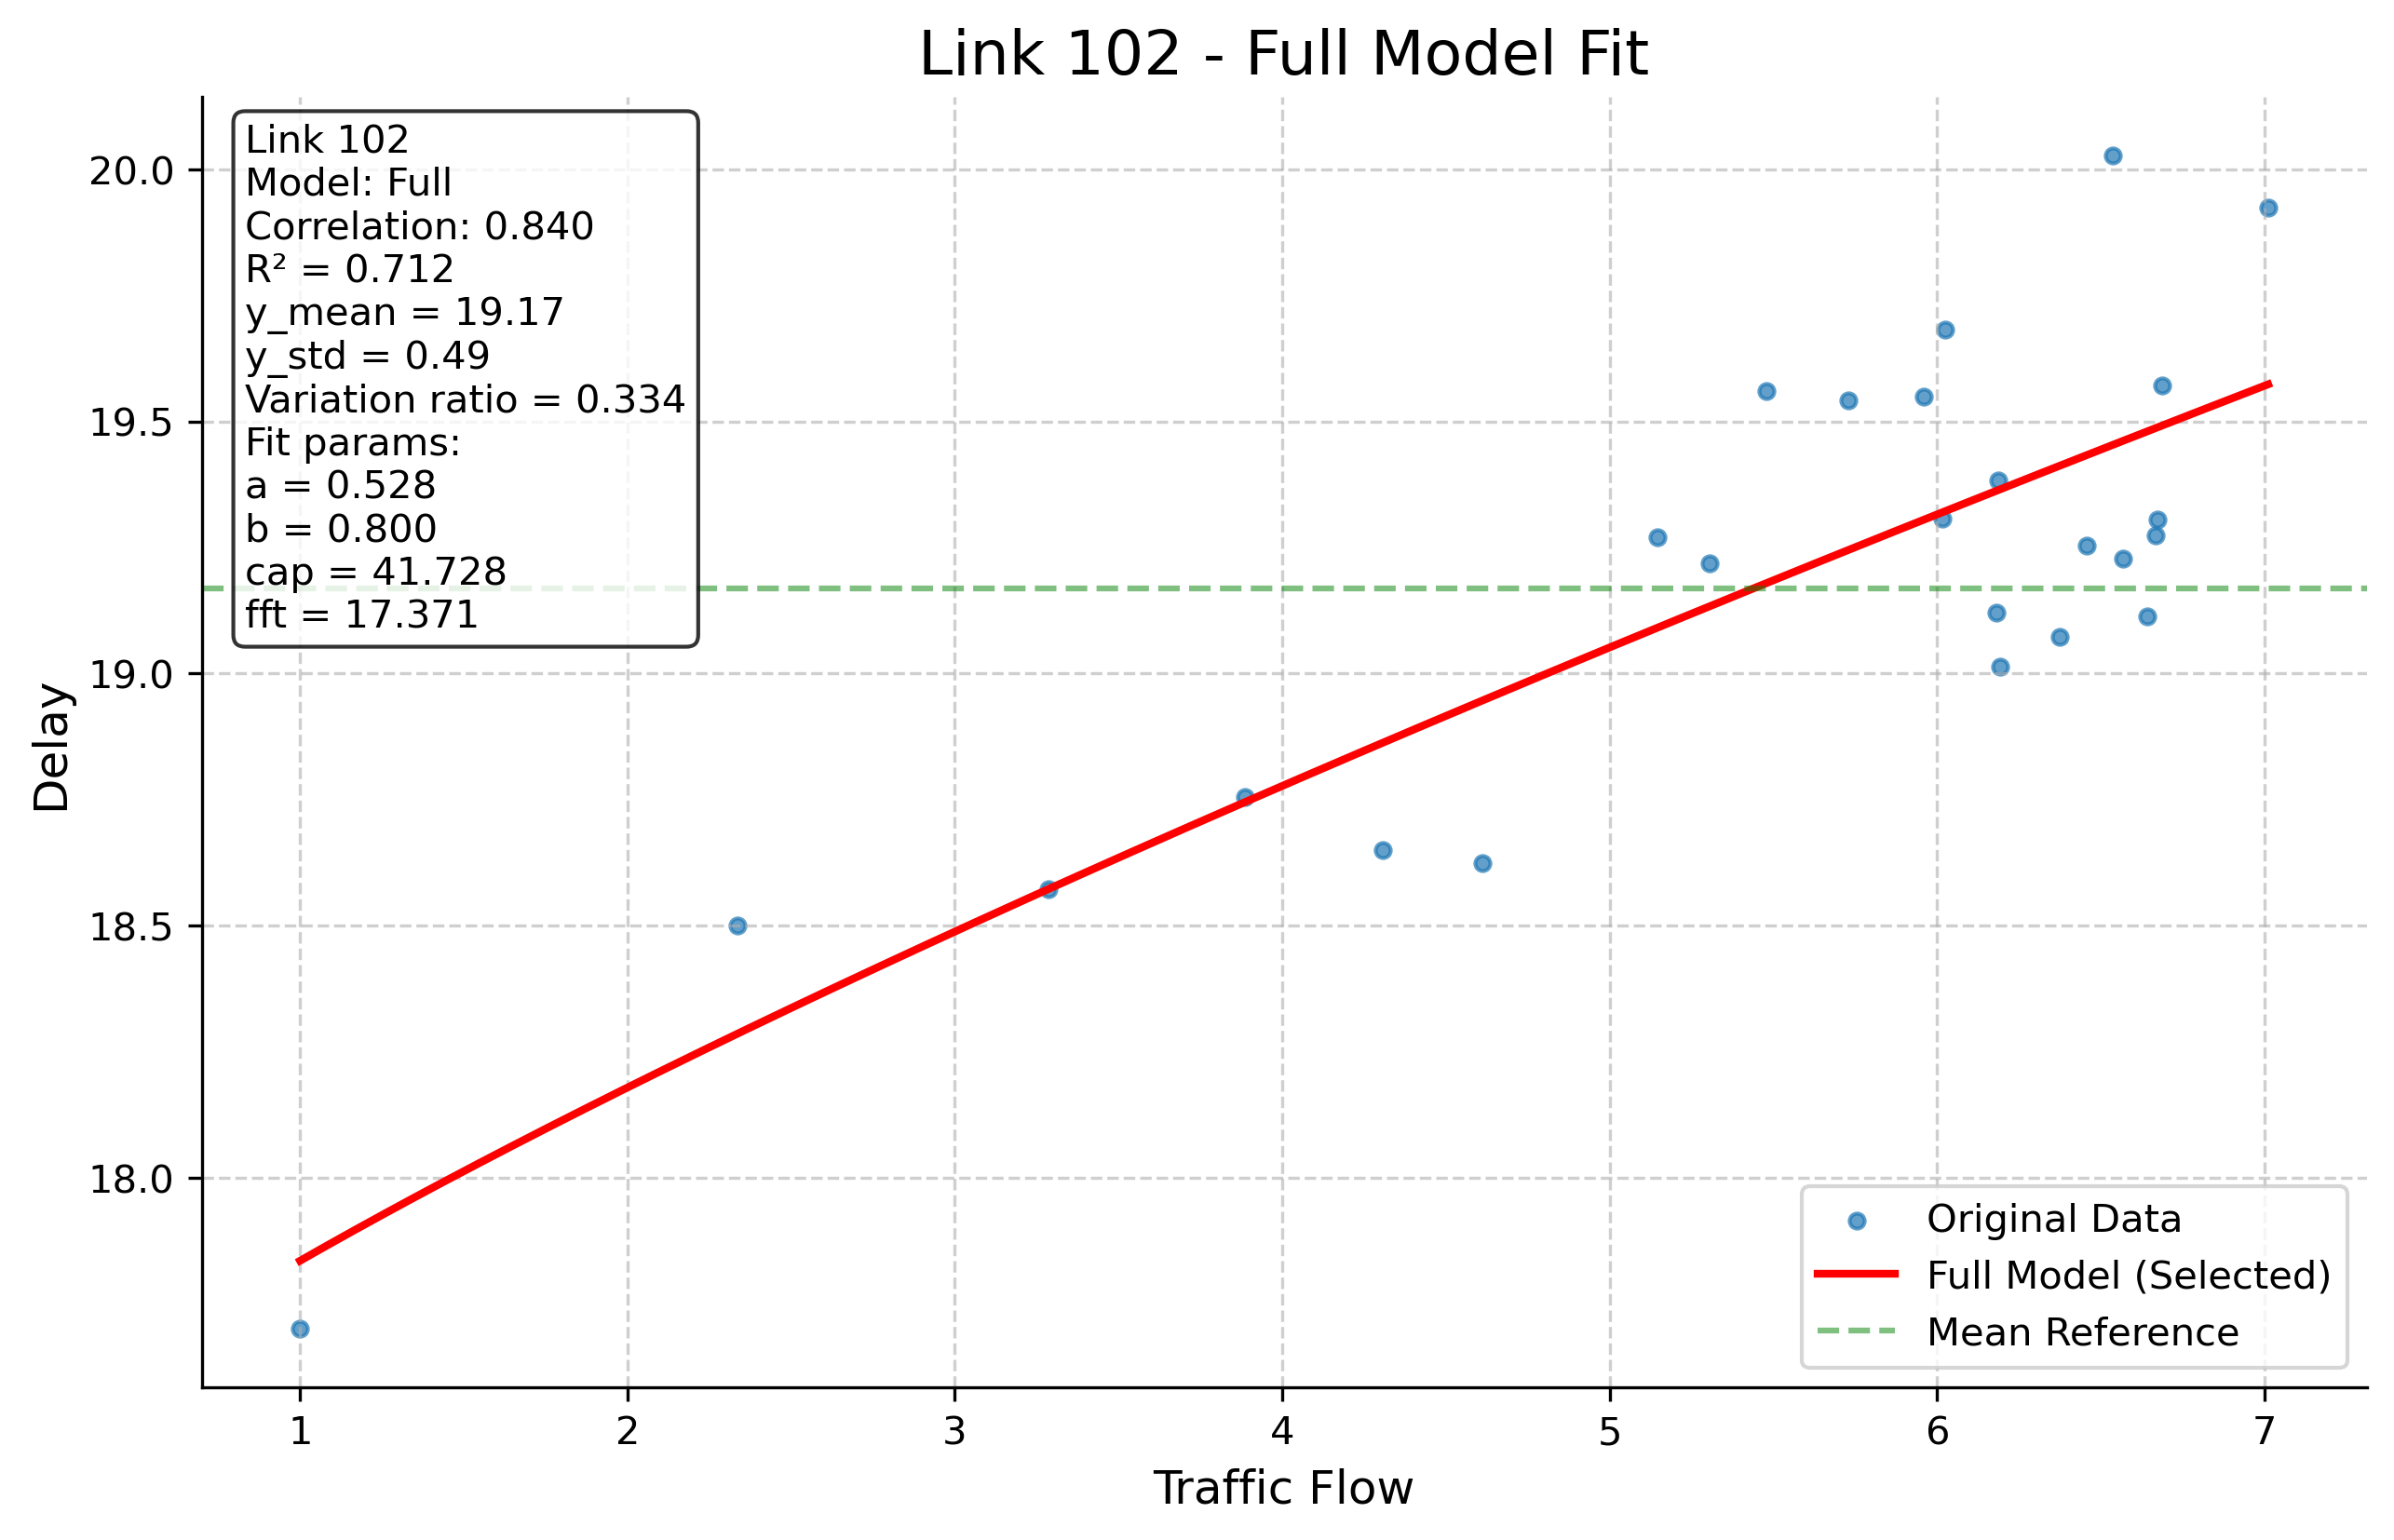 Link 102 - Full Model Fit
Link 102
Model: Full
Correlation: 0.840
R² = 0.712
y_mean = 19.17
y_std = 0.49
Variation ratio = 0.334
Fit params:
a = 0.528
b = 0.800
cap = 41.728
fft = 17.371
Delay
20.0
19.5
19.0
18.5
18.0
Original Data
Full Model (Selected)
Mean Reference
1 2 3 4 5 6 7
Traffic Flow